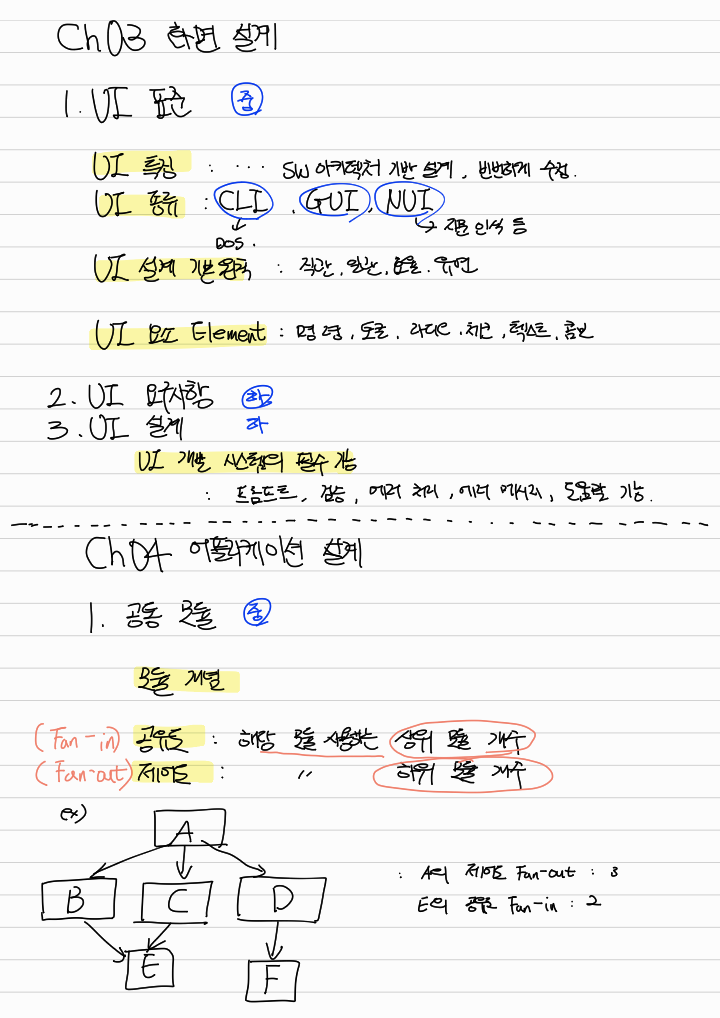 Ch03 화면 설계
1. UI 표준 중
UI 특징 : ··· SW 아키텍처 기반 설계, 빈번하게 수정.
UI 종류 : CLI, GUI, NUI
DOS. 지문 인식 등
UI 설계 기본 원칙 : 직관, 일관, 효율, 유연
UI 요소 Element : 명령, 토글, 라디오, 체크, 텍스트, 콤보
2. UI 요구사항
3. UI 설계 하
UI 개발 시스템의 필수 기능
: 프롬프트, 검증, 에러 처리, 에러 메시지, 도움말 기능.
Ch04 어플리케이션 설계
1. 공통 모듈 중
모듈 개념
(Fan-in) 공유도 : 해당 모듈 사용하는 상위 모듈 개수
(Fan-out) 제어도 : 〃 하위 모듈 개수
ex)
A
B C D
E F
: A의 제어도 Fan-out : 3
E의 공유도 Fan-in : 2